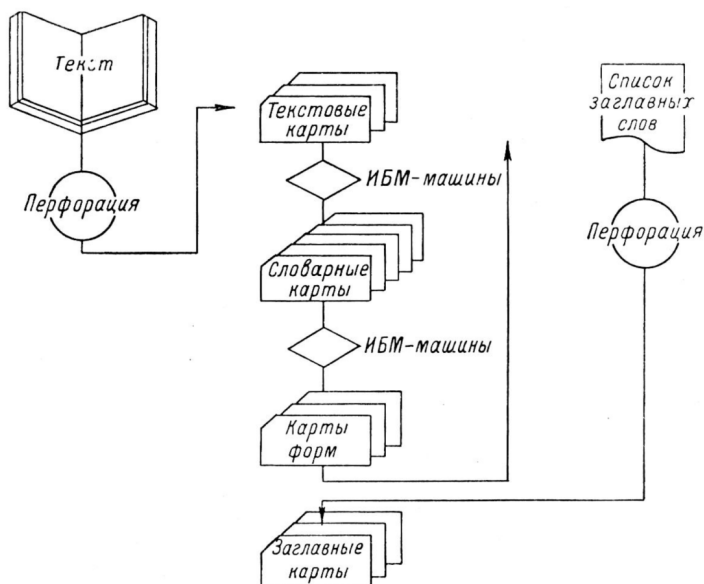 Текст
Перфорация
Текстовые
карты
ИБМ-машины
Словарные
карты
ИБМ-машины
Карты
форм
Заглавные
карты
Список
заглавных
слов
Перфорация